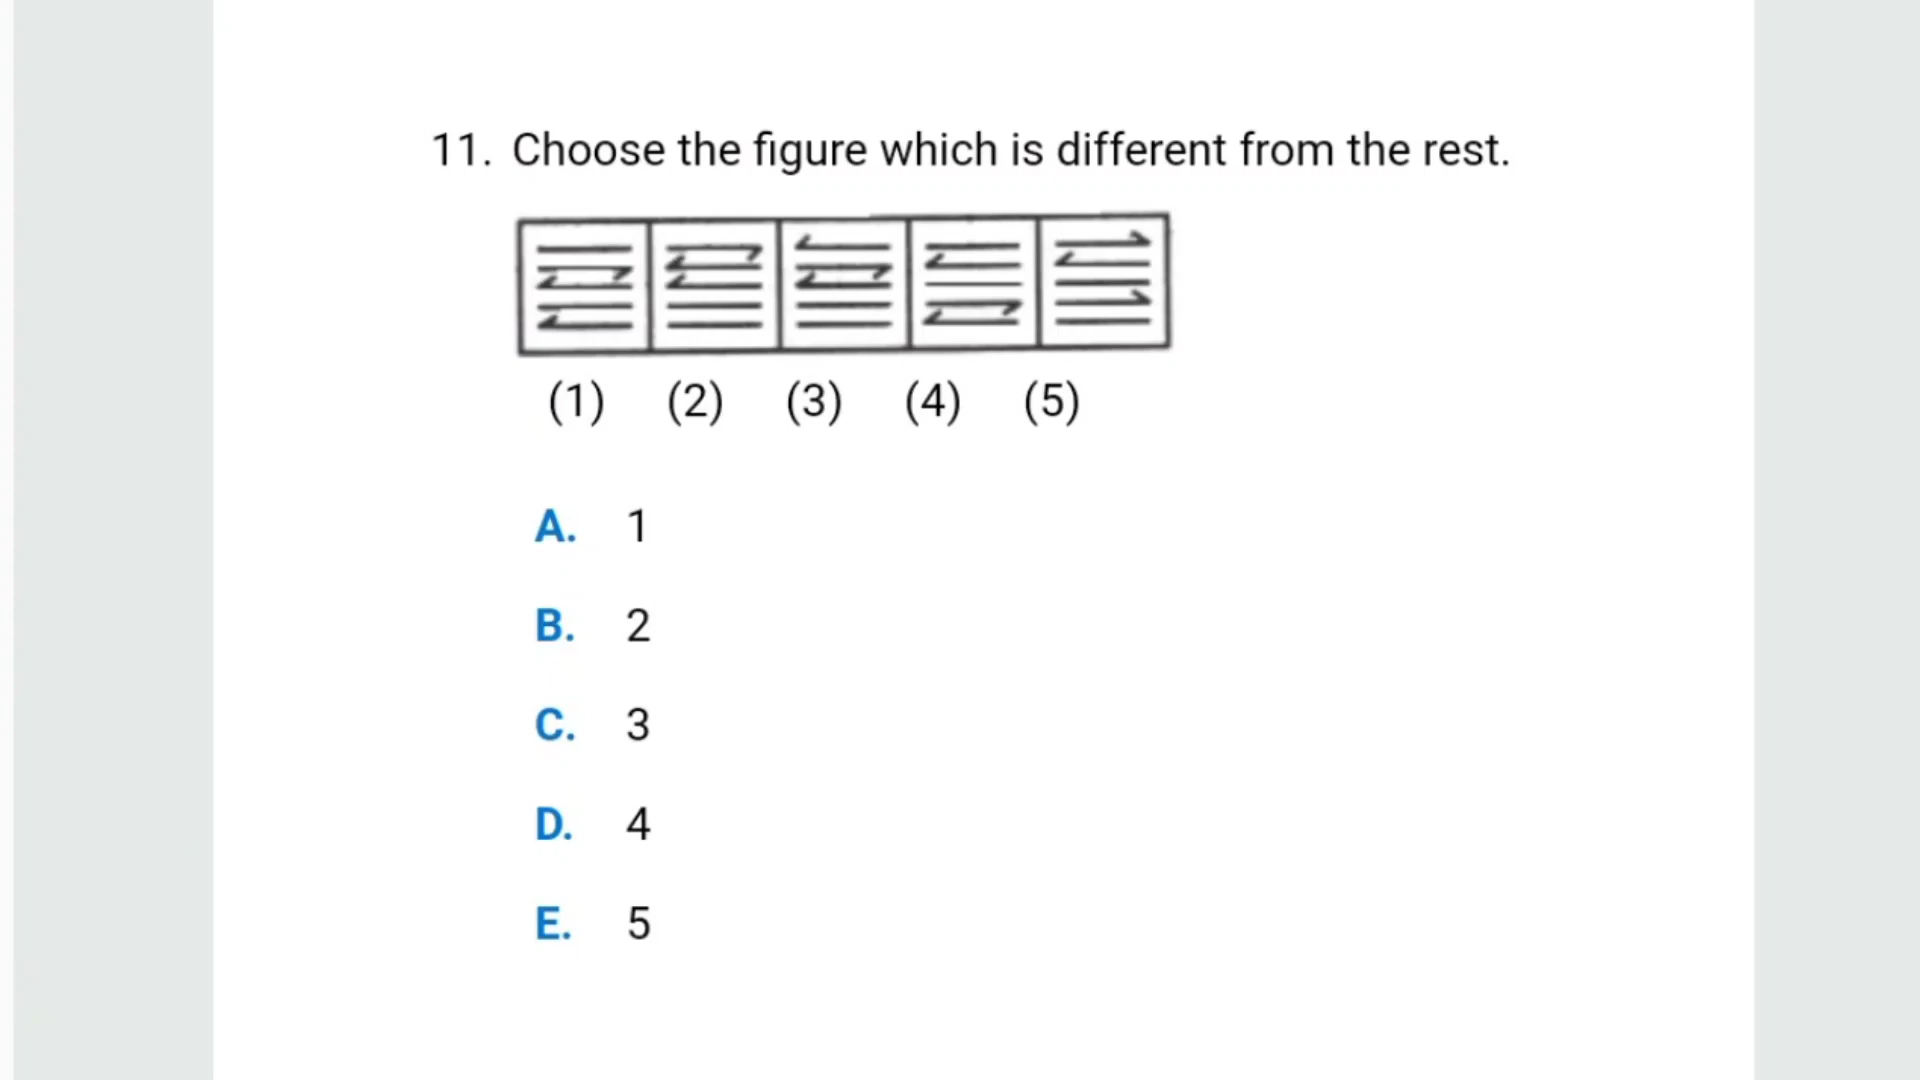 11. Choose the figure which is different from the rest.
(1) (2) (3) (4) (5)
A. 1
B. 2
C. 3
D. 4
E. 5